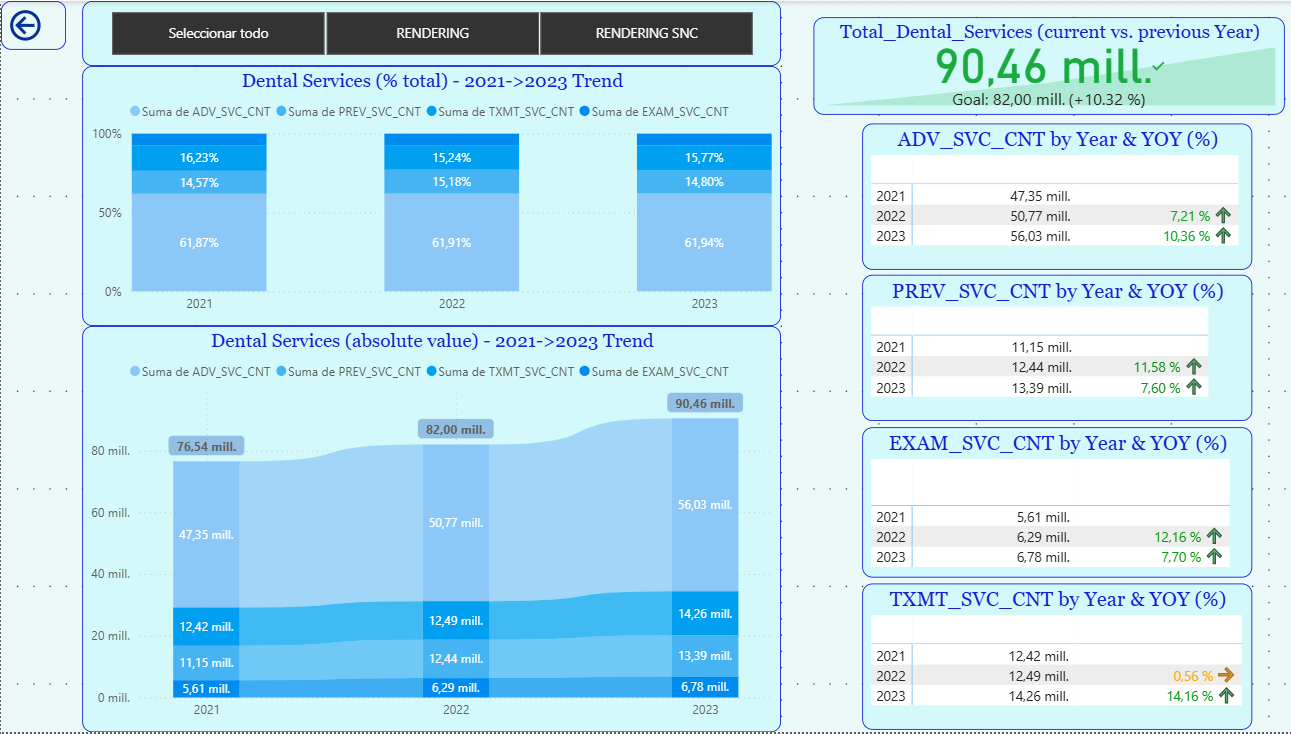 Seleccionar todo
RENDERING
RENDERING SNC
Total_Dental_Services (current vs. previous Year)
90,46 mill.
Goal: 82,00 mill. (+10.32 %)
Dental Services (% total) - 2021->2023 Trend
Suma de ADV_SVC_CNT Suma de PREV_SVC_CNT Suma de TXMT_SVC_CNT Suma de EXAM_SVC_CNT
100%
50%
0%
16,23%
14,57%
61,87%
15,24%
15,18%
61,91%
15,77%
14,80%
61,94%
2021
2022
2023
Dental Services (absolute value) - 2021->2023 Trend
Suma de ADV_SVC_CNT Suma de PREV_SVC_CNT Suma de TXMT_SVC_CNT Suma de EXAM_SVC_CNT
80 mill.
60 mill.
40 mill.
20 mill.
0 mill.
76,54 mill.
47,35 mill.
12,42 mill.
11,15 mill.
5,61 mill.
82,00 mill.
50,77 mill.
12,49 mill.
12,44 mill.
6,29 mill.
90,46 mill.
56,03 mill.
14,26 mill.
13,39 mill.
6,78 mill.
2021
2022
2023
ADV_SVC_CNT by Year & YOY (%)
2021 47,35 mill.
2022 50,77 mill. 7,21 %
2023 56,03 mill. 10,36 %
PREV_SVC_CNT by Year & YOY (%)
2021 11,15 mill.
2022 12,44 mill. 11,58 %
2023 13,39 mill. 7,60 %
EXAM_SVC_CNT by Year & YOY (%)
2021 5,61 mill.
2022 6,29 mill. 12,16 %
2023 6,78 mill. 7,70 %
TXMT_SVC_CNT by Year & YOY (%)
2021 12,42 mill.
2022 12,49 mill. 0,56 %
2023 14,26 mill. 14,16 %